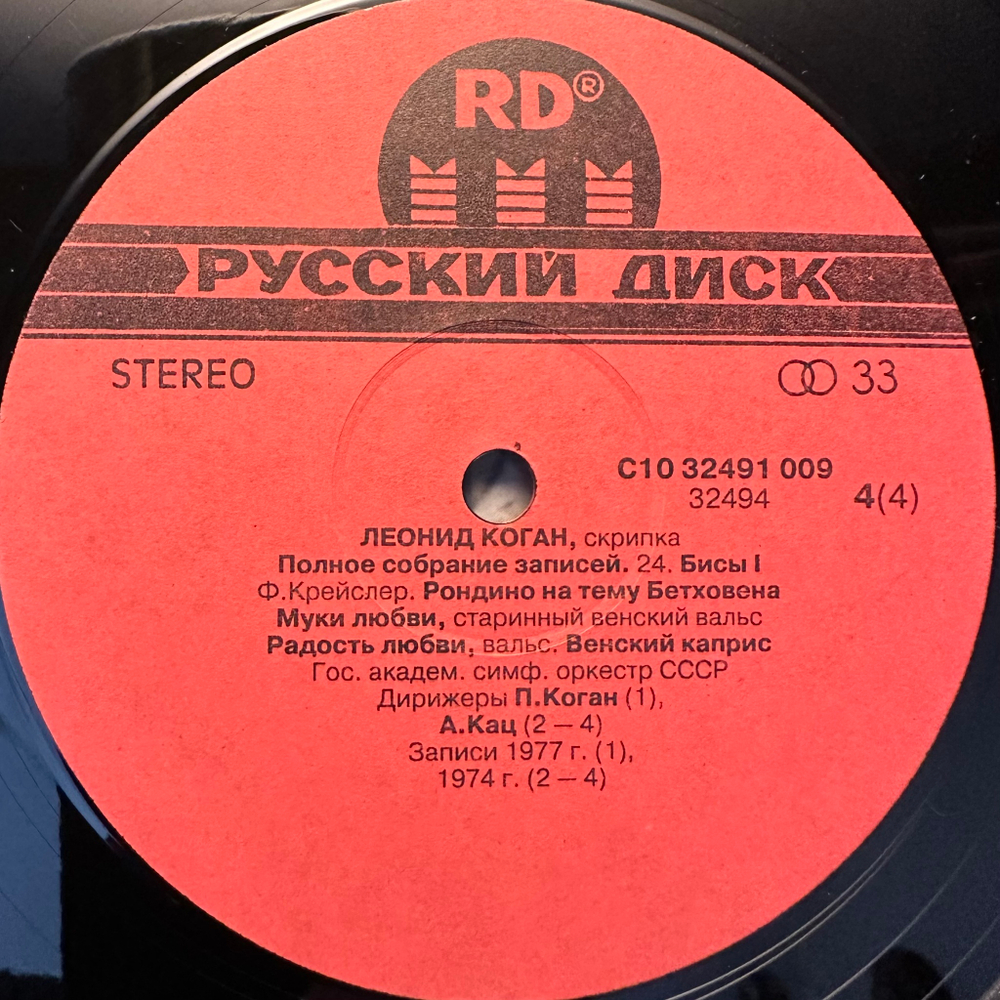 RD®
РУССКИЙ ДИСК
STEREO 33
С10 32491 009
32494 4(4)
ЛЕОНИД КОГАН, скрипка
Полное собрание записей. 24. Бисы I
Ф.Крейслер. Рондино на тему Бетховена
Муки любви, старинный венский вальс
Радость любви, вальс. Венский каприс
Гос. академ. симф. оркестр СССР
Дирижеры П.Коган (1),
А.Кац (2 — 4)
Записи 1977 г. (1),
1974 г. (2 — 4)